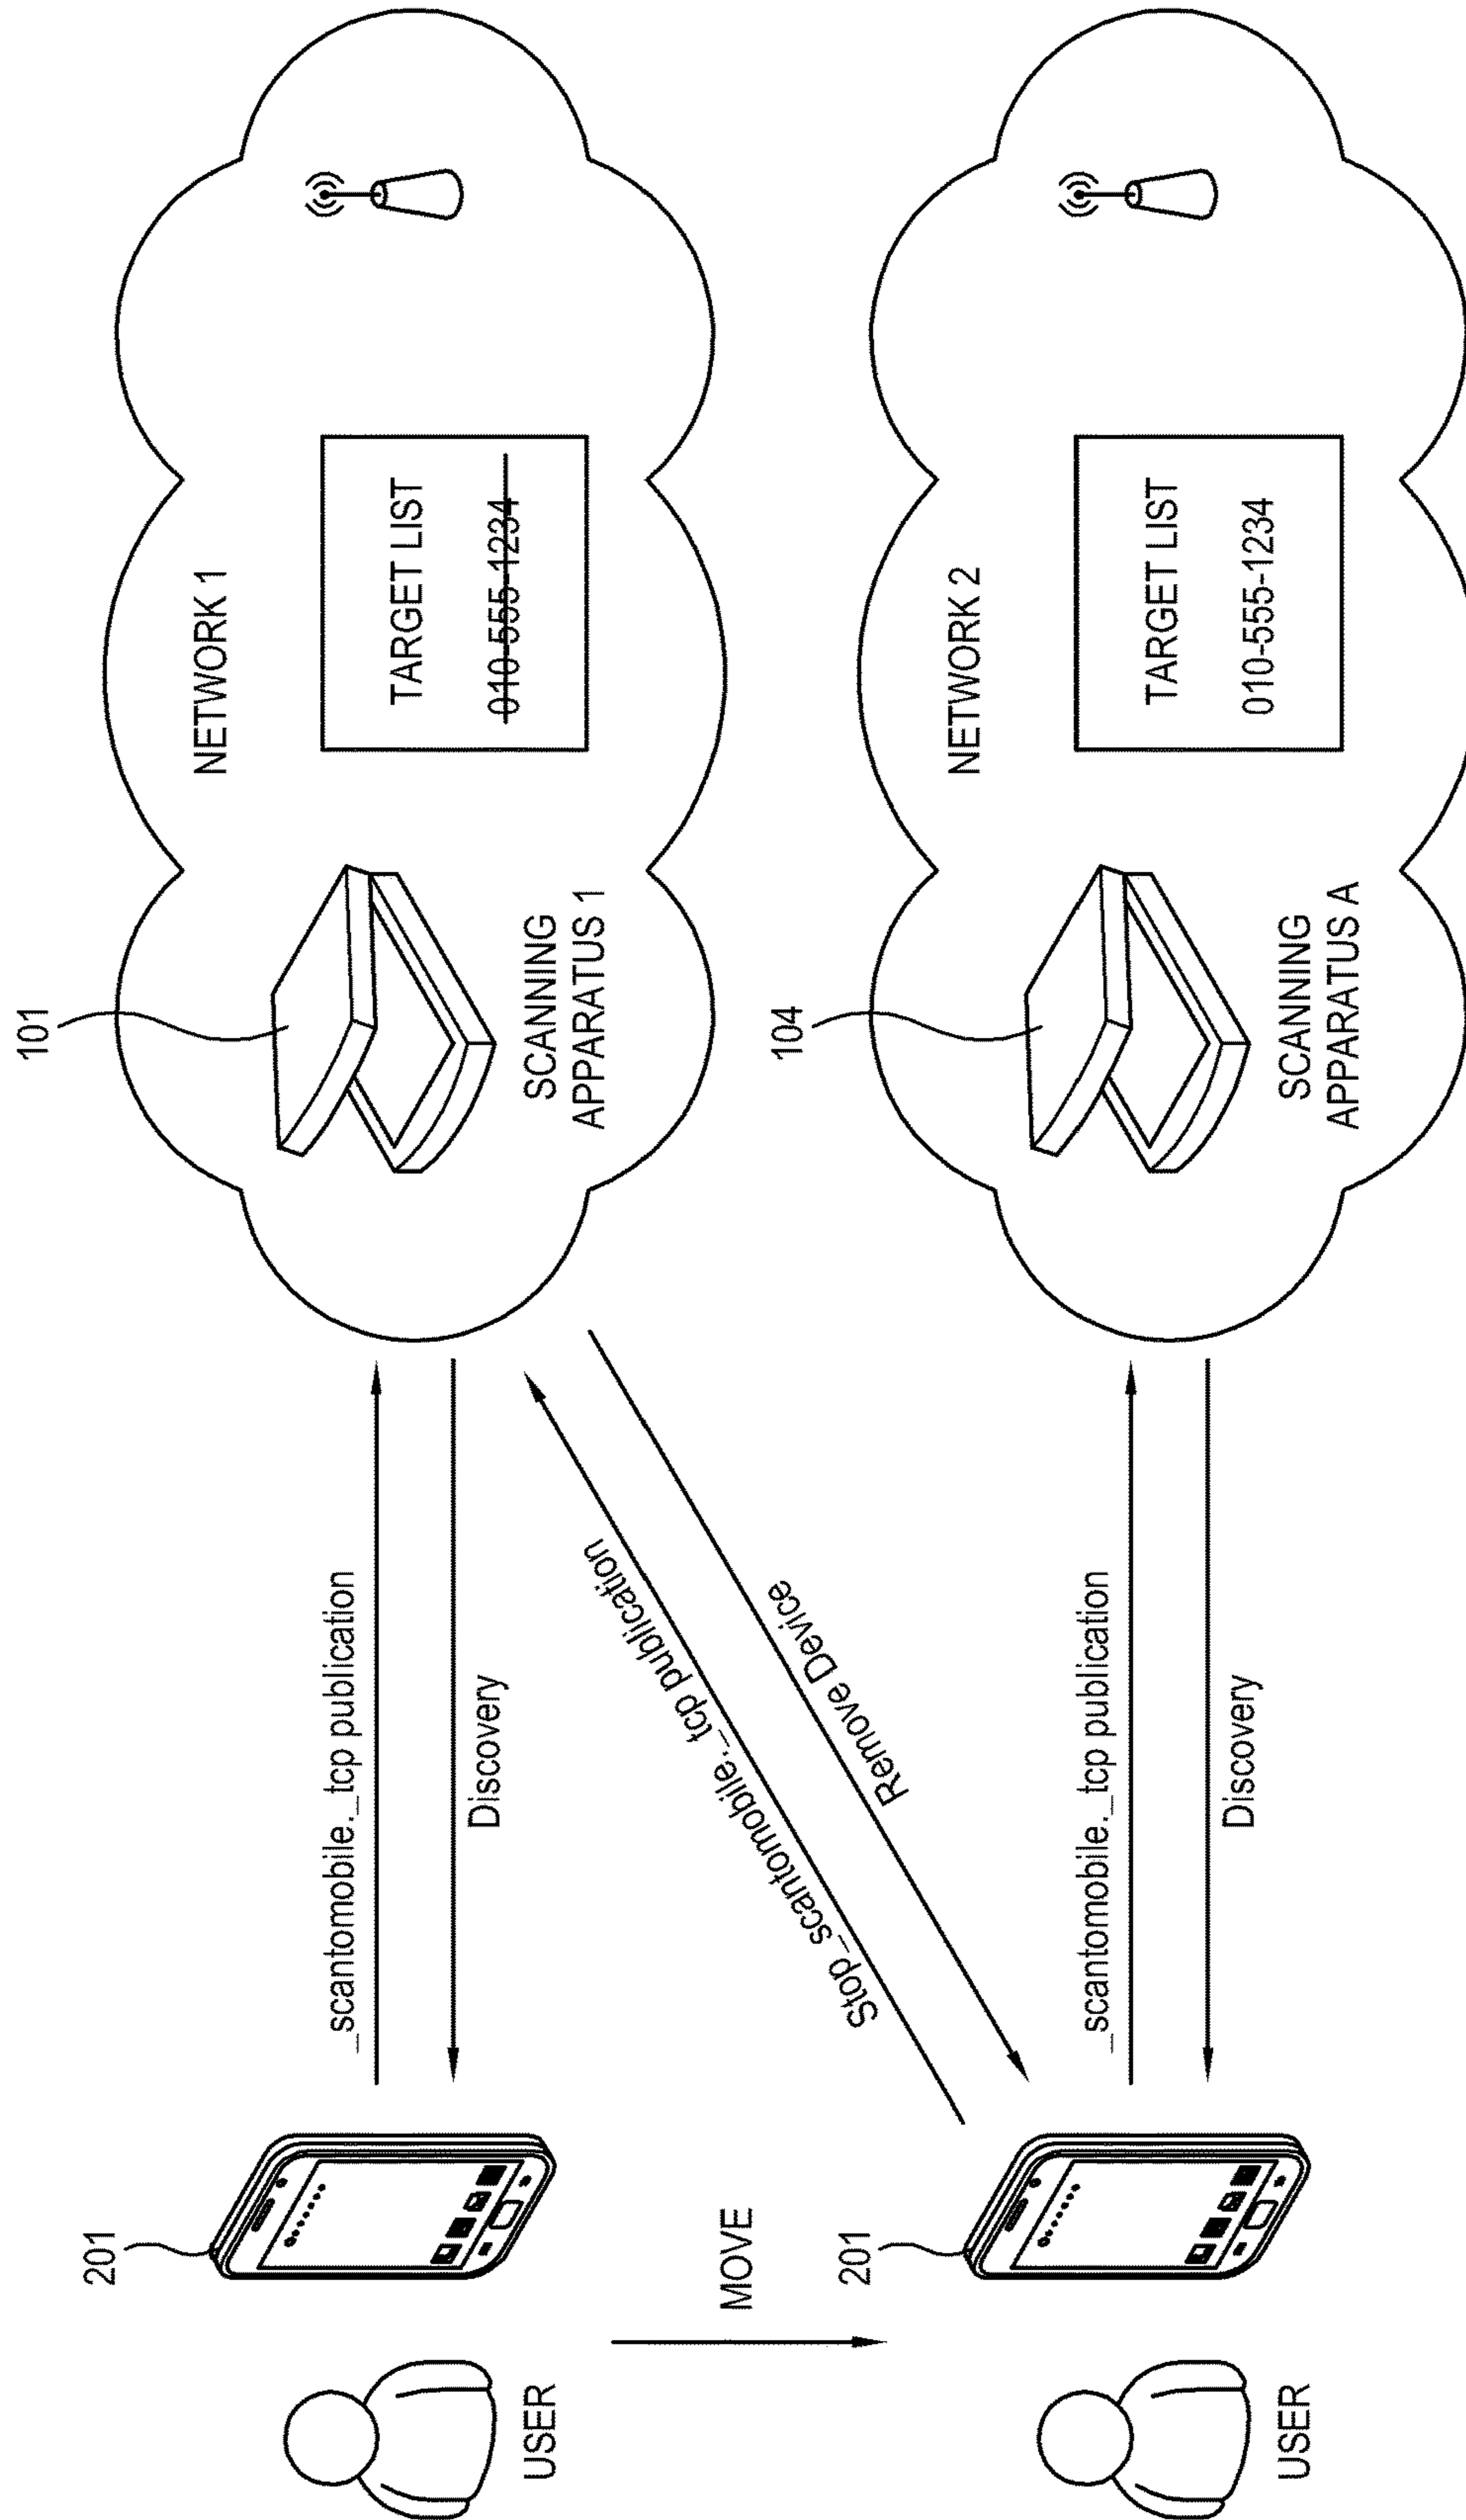 201
_scantomobile._tcp publication
Discovery
USER
101
SCANNING
APPARATUS 1
NETWORK 1
TARGET LIST
010-555-1234
MOVE
Stop_scantomobile._tcp publication
Remove Device
201
_scantomobile._tcp publication
Discovery
USER
104
SCANNING
APPARATUS A
NETWORK 2
TARGET LIST
010-555-1234